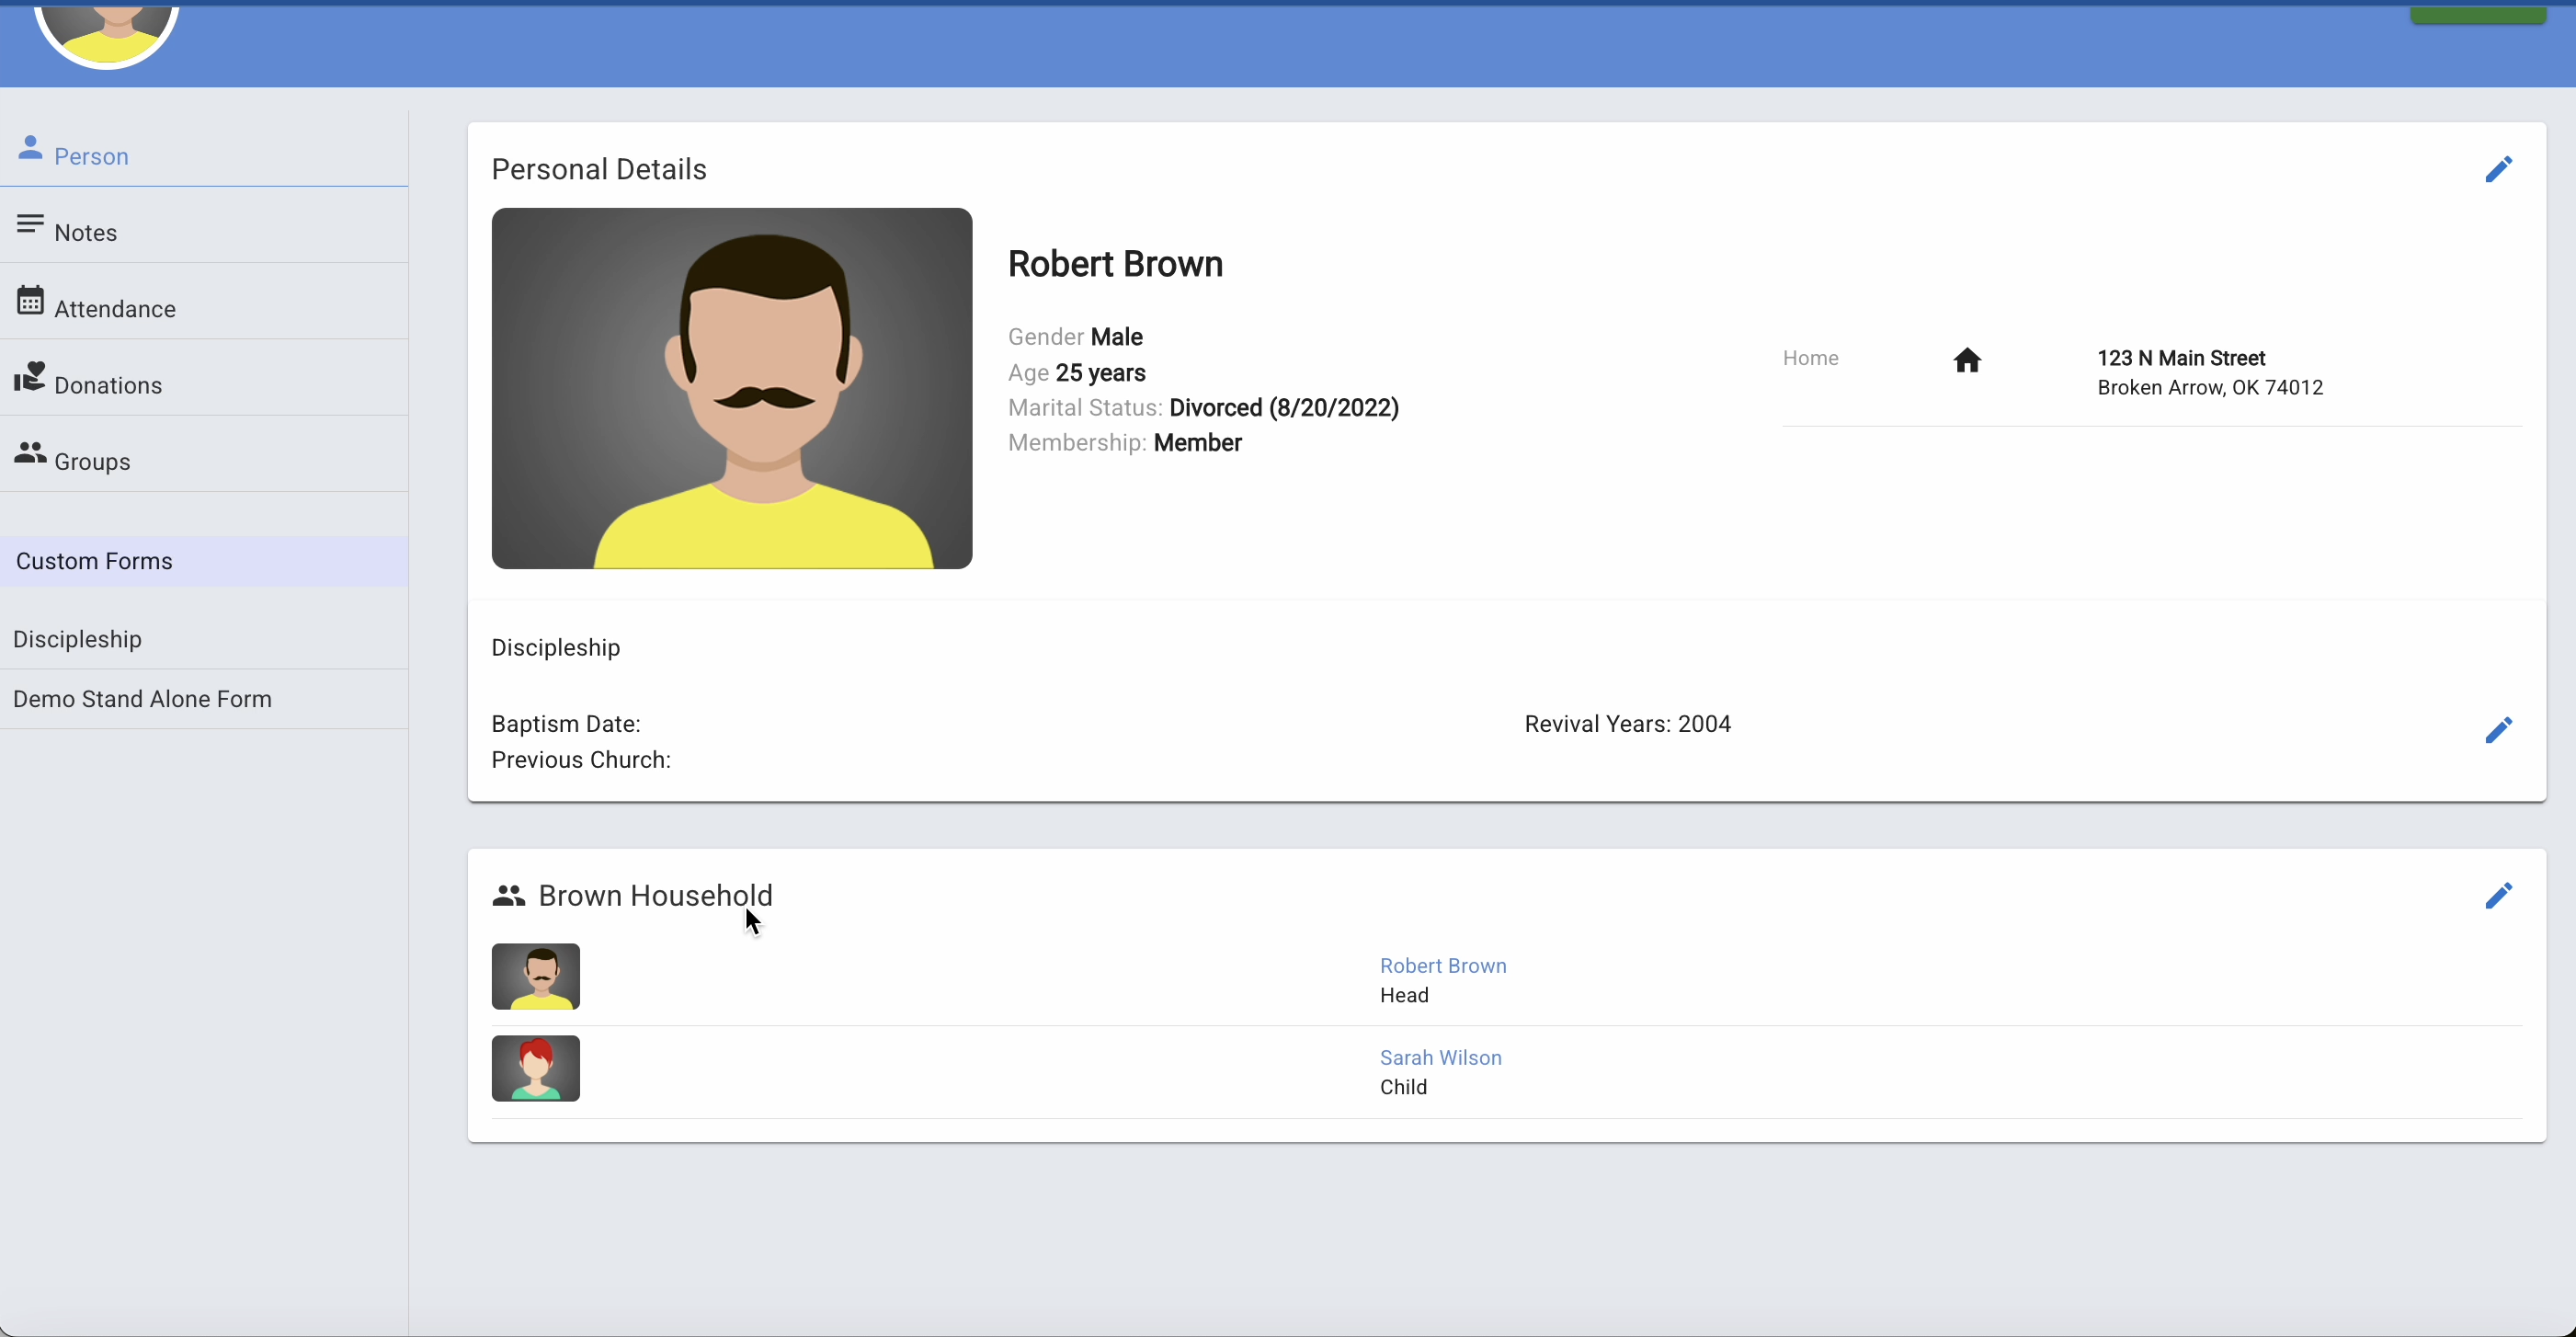 Person
Notes
Attendance
Donations
Groups
Custom Forms
Discipleship
Demo Stand Alone Form
Personal Details
Robert Brown
Gender Male
Age 25 years
Marital Status: Divorced (8/20/2022)
Membership: Member
Home
123 N Main Street
Broken Arrow, OK 74012
Discipleship
Baptism Date:
Revival Years: 2004
Previous Church:
Brown Household
Robert Brown
Head
Sarah Wilson
Child